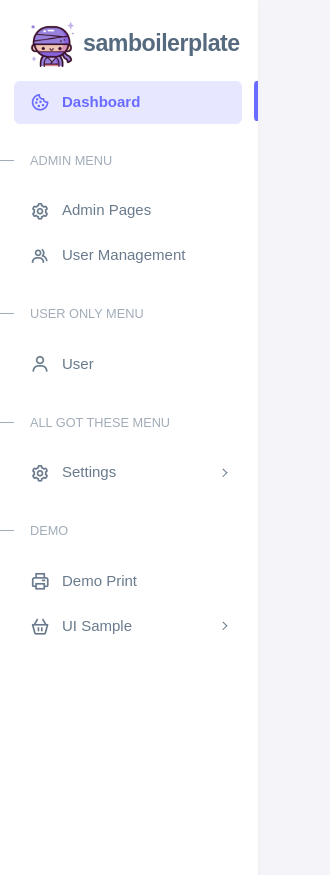 samboilerplate
Dashboard
ADMIN MENU
Admin Pages
User Management
USER ONLY MENU
User
ALL GOT THESE MENU
Settings
DEMO
Demo Print
UI Sample